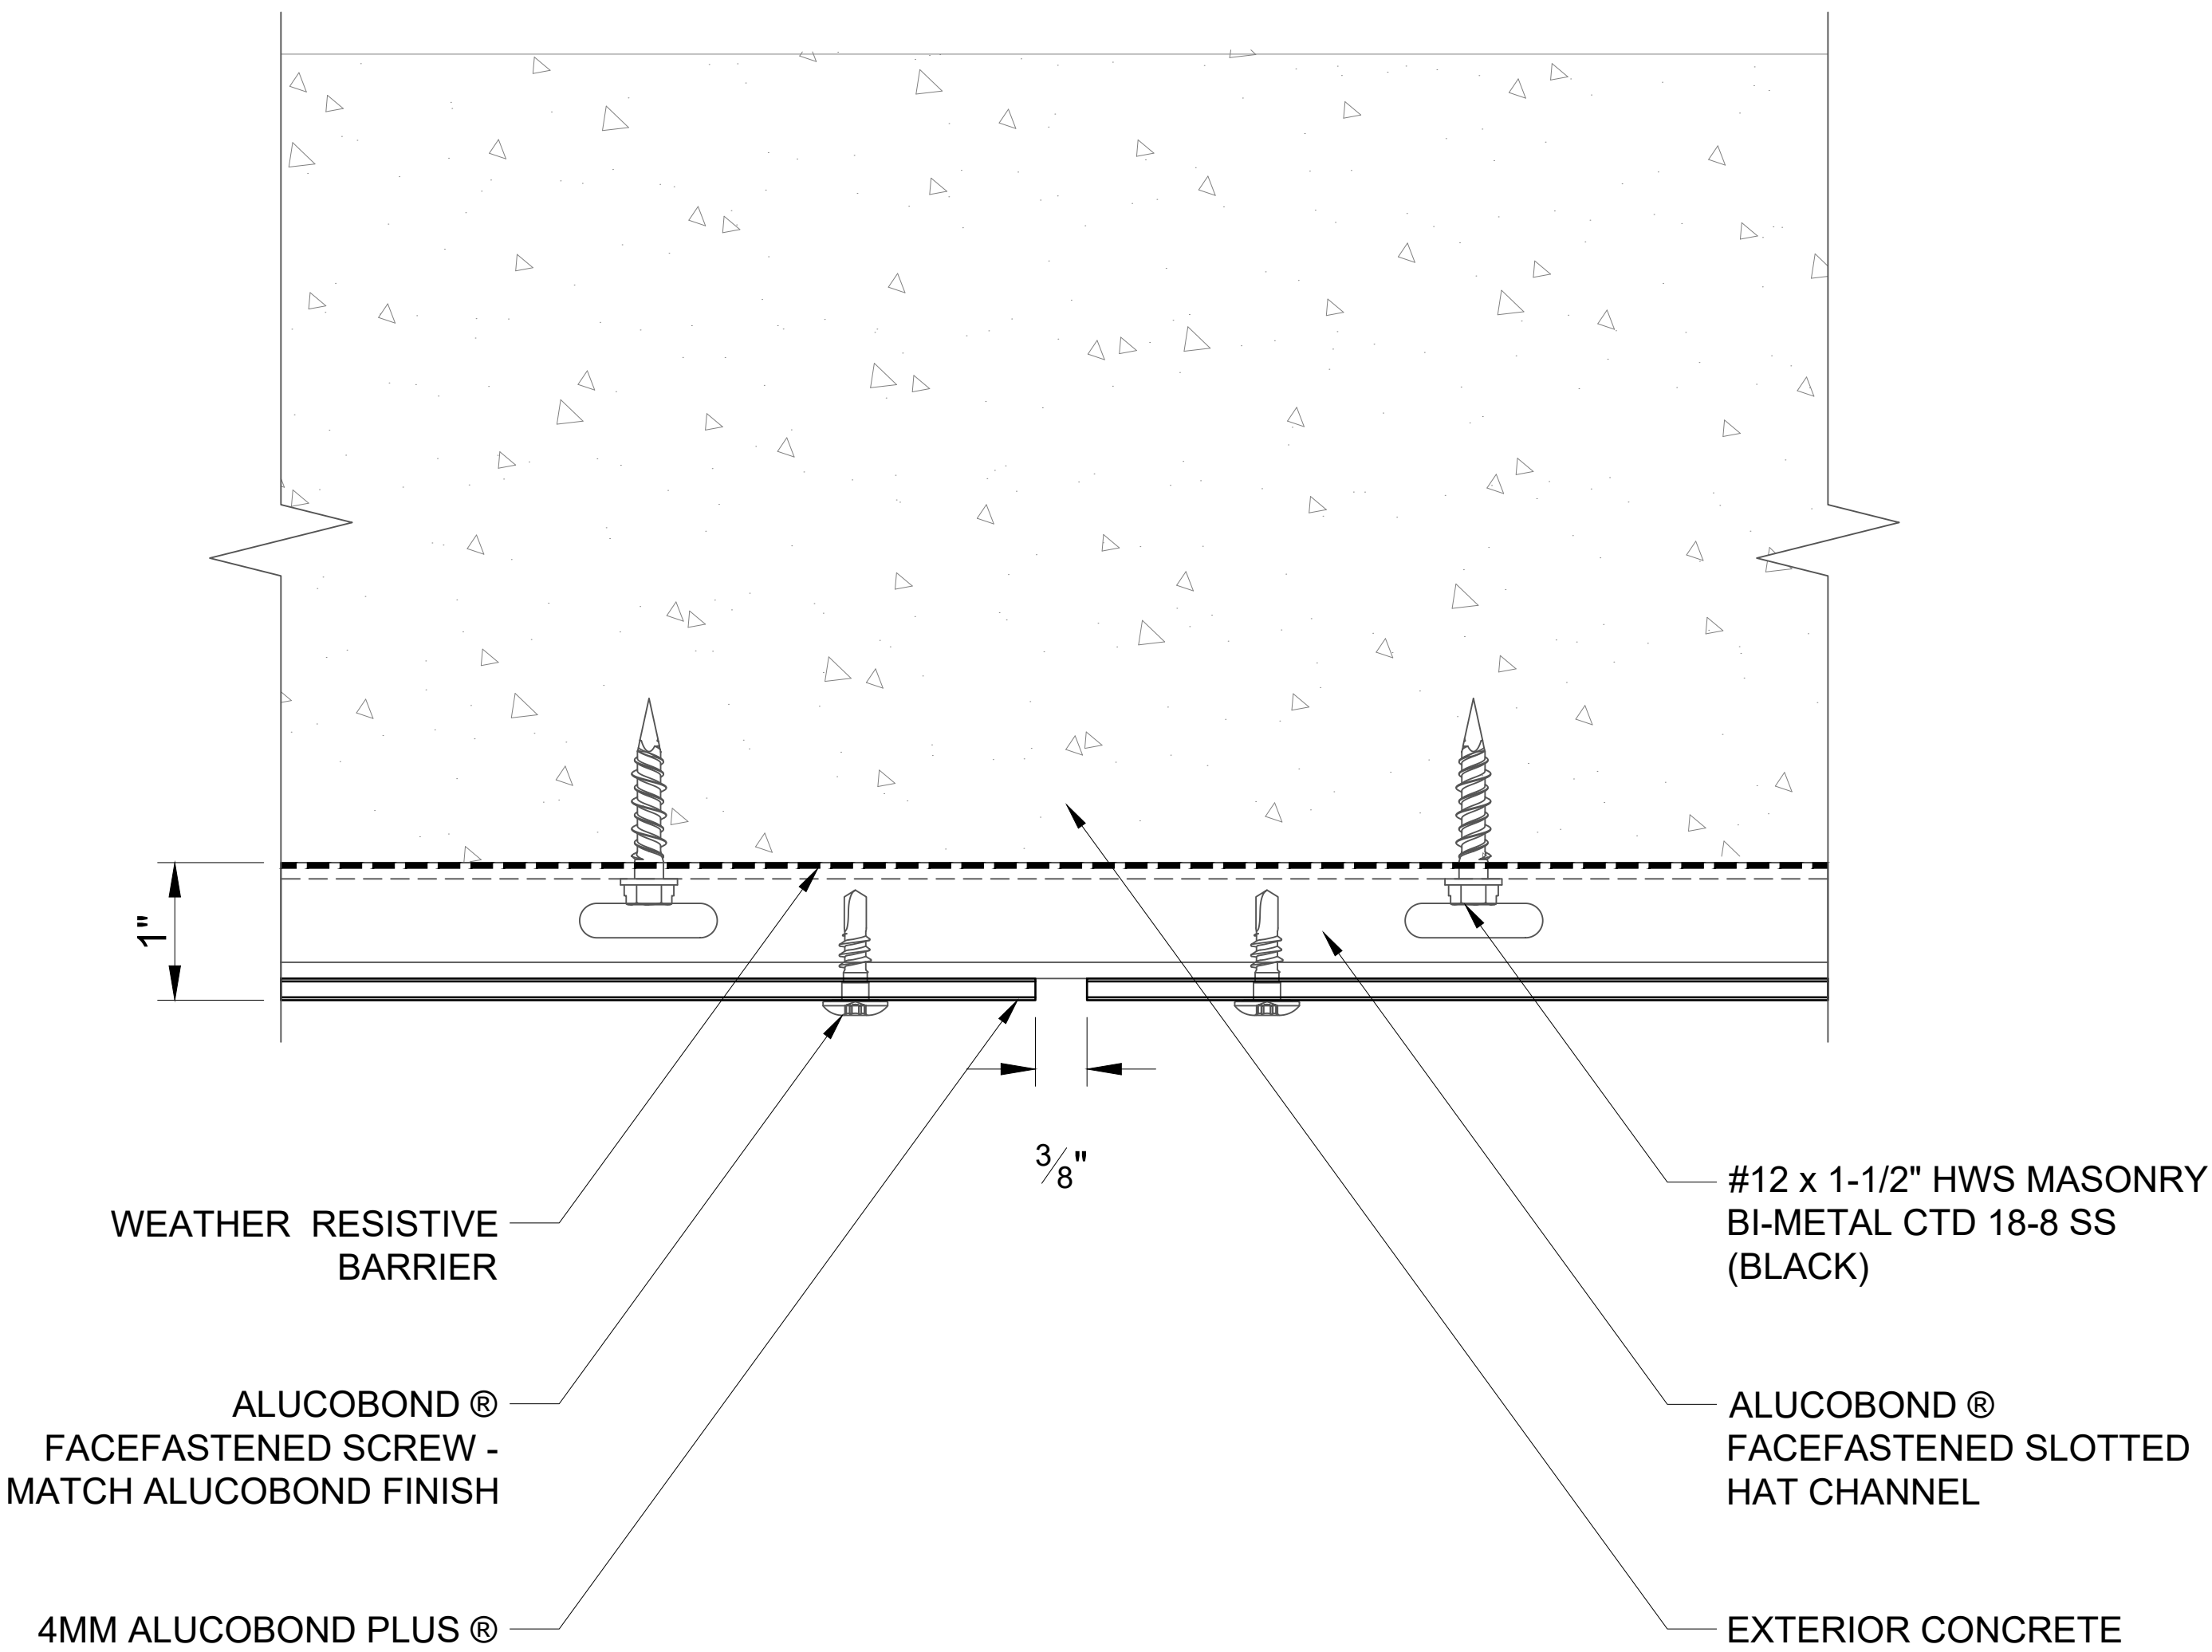 1"
3/8"
WEATHER RESISTIVE
BARRIER
ALUCOBOND ®
FACEFASTENED SCREW -
MATCH ALUCOBOND FINISH
4MM ALUCOBOND PLUS ®
#12 x 1-1/2" HWS MASONRY
BI-METAL CTD 18-8 SS
(BLACK)
ALUCOBOND ®
FACEFASTENED SLOTTED
HAT CHANNEL
EXTERIOR CONCRETE